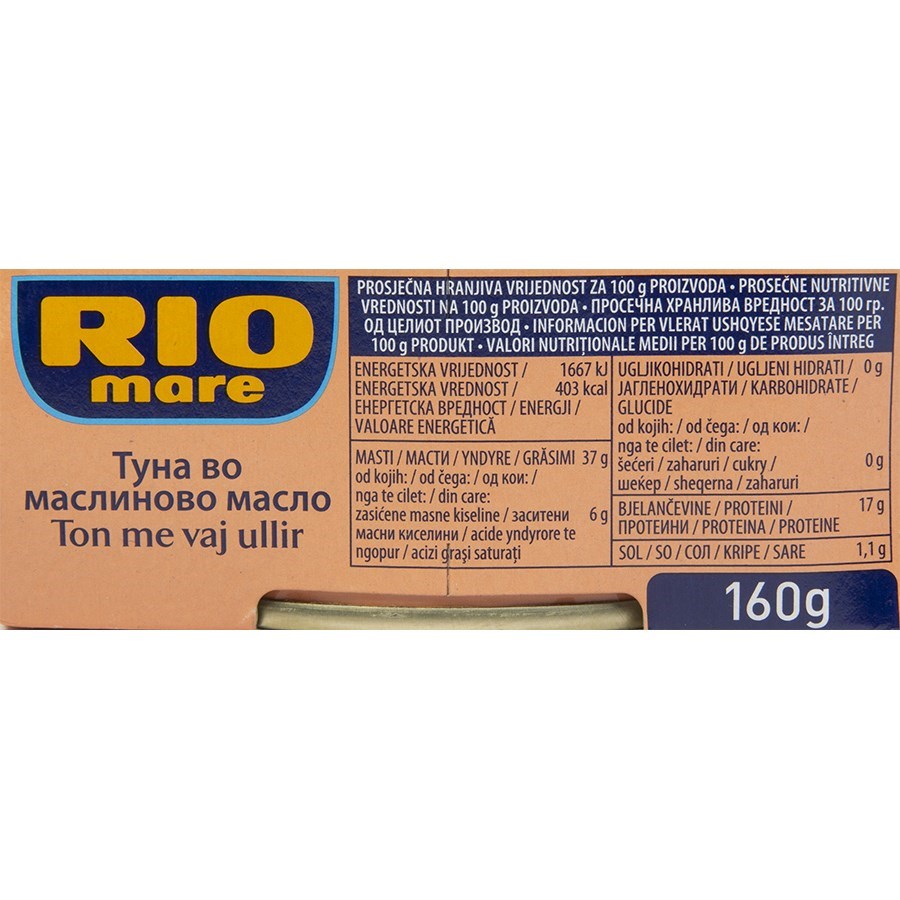 RIO
mare
Туна во
маслиново масло
Ton me vaj ullir
PROSJEČNA HRANJIVA VRIJEDNOST ZA 100 g PROIZVODA • PROSEČNE NUTRITIVNE
VREDNOSTI NA 100 g PROIZVODA • ПРОСЕЧНА ХРАНЛИВА ВРЕДНОСТ ЗА 100 гр.
ОД ЦЕЛИОТ ПРОИЗВОД • INFORMACION PER VLERAT USHQYESE MESATARE PER
100 g PRODUKT • VALORI NUTRIȚIONALE MEDII PER 100 g DE PRODUS ÎNTREG
ENERGETSKA VRIJEDNOST / 1667 kJ
ENERGETSKA VREDNOST / 403 kcal
ЕНЕРГЕТСКА ВРЕДНОСТ / ENERGJI /
VALOARE ENERGETICĂ
MASTI / МАСТИ / YNDYRE / GRĂSIMI 37 g
od kojih: / od čega: / од кои: /
nga te cilet: / din care:
zasićene masne kiseline / заситени 6 g
масни киселини / acide yndyrore te
ngopur / acizi grași saturați
UGLJIKOHIDRATI / UGLJENI HIDRATI / 0 g
ЈАГЛЕНОХИДРАТИ / KARBOHIDRATE /
GLUCIDE
od kojih: / od čega: / од кои: /
nga te cilet: / din care:
šećeri / zaharuri / cukry / 0 g
шеќер / sheqerna / zaharuri
BJELANČEVINE / PROTEINI / 17 g
ПРОТЕИНИ / PROTEINA / PROTEINE
SOL / SO / СОЛ / KRIPE / SARE 1,1 g
160g